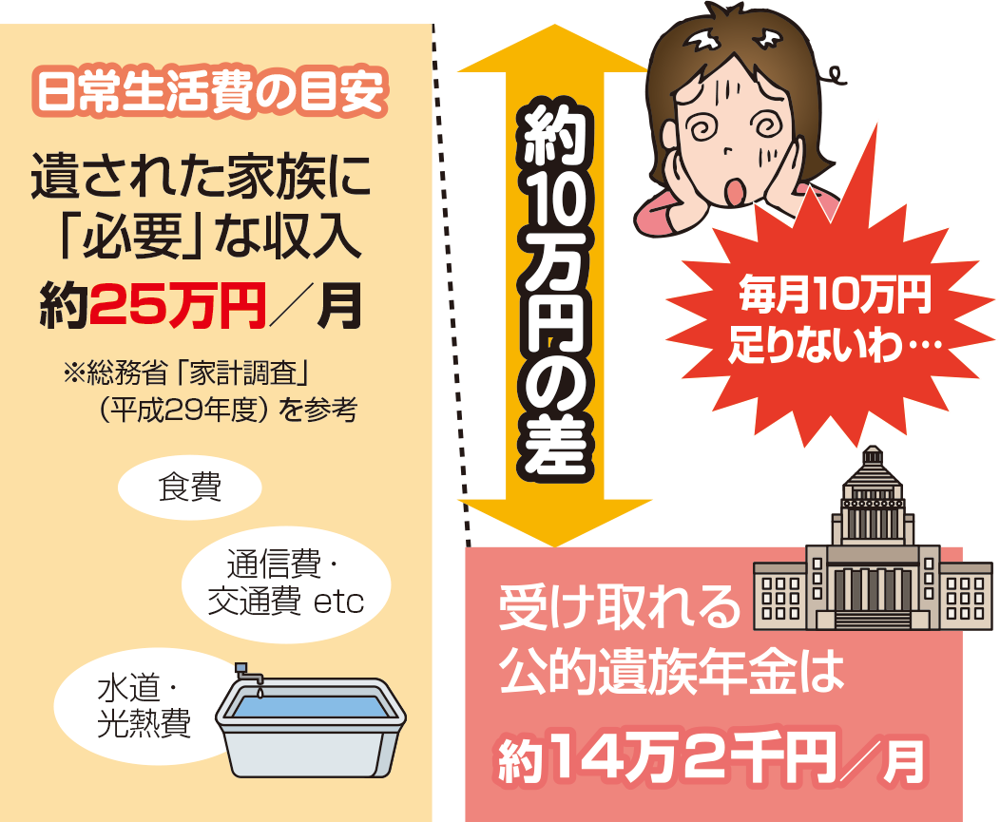 日常生活費の目安
遺された家族に
「必要」な収入
約25万円／月
※総務省「家計調査」
（平成29年度）を参考
食費
通信費・
交通費 etc
水道・
光熱費
約10万円の差
毎月10万円
足りないわ…
受け取れる
公的遺族年金は
約14万2千円／月